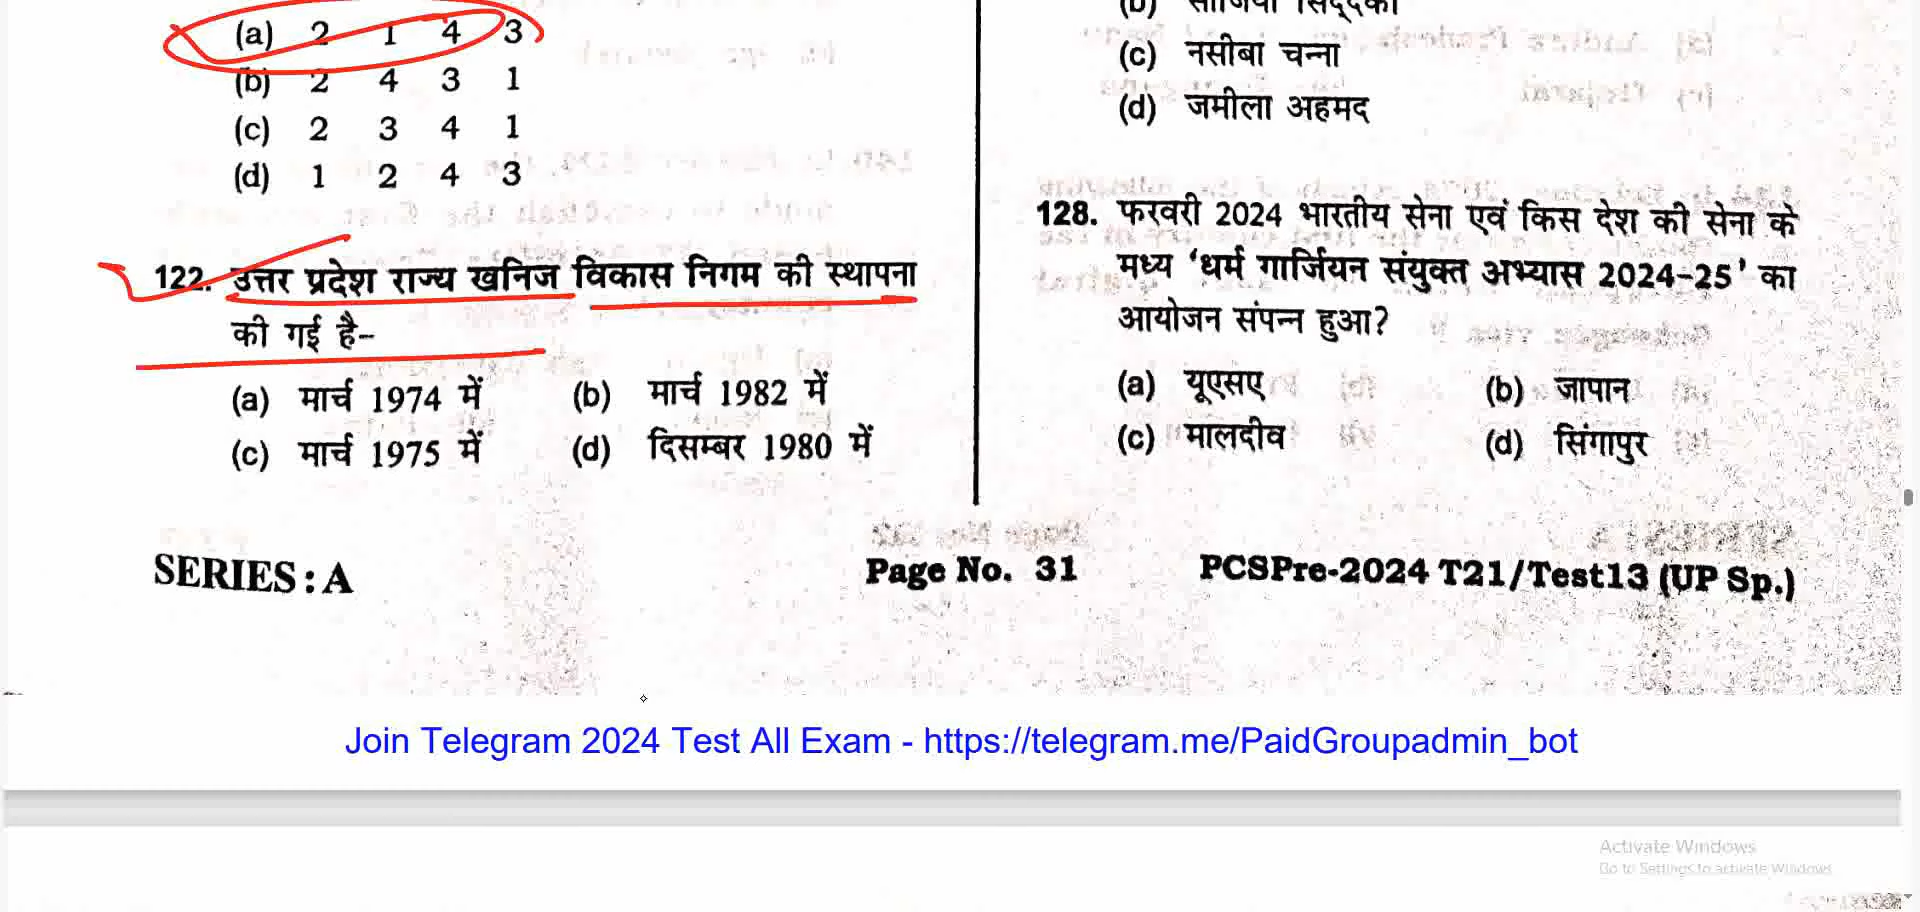 (a) 2 1 4 3
(b) 2 4 3 1
(c) 2 3 4 1
(d) 1 2 4 3
122. उत्तर प्रदेश राज्य खनिज विकास निगम की स्थापना
की गई है-
(a) मार्च 1974 में (b) मार्च 1982 में
(c) मार्च 1975 में (d) दिसम्बर 1980 में
(c) नसीबा चन्ना
(d) जमीला अहमद
128. फरवरी 2024 भारतीय सेना एवं किस देश की सेना के
मध्य ‘धर्म गार्जियन संयुक्त अभ्यास 2024-25’ का
आयोजन संपन्न हुआ?
(a) यूएसए (b) जापान
(c) मालदीव (d) सिंगापुर
SERIES : A Page No. 31 PCSPre-2024 T21/Test13 (UP Sp.)
Join Telegram 2024 Test All Exam - https://telegram.me/PaidGroupadmin_bot
Activate Windows
Go to Settings to activate Windows.